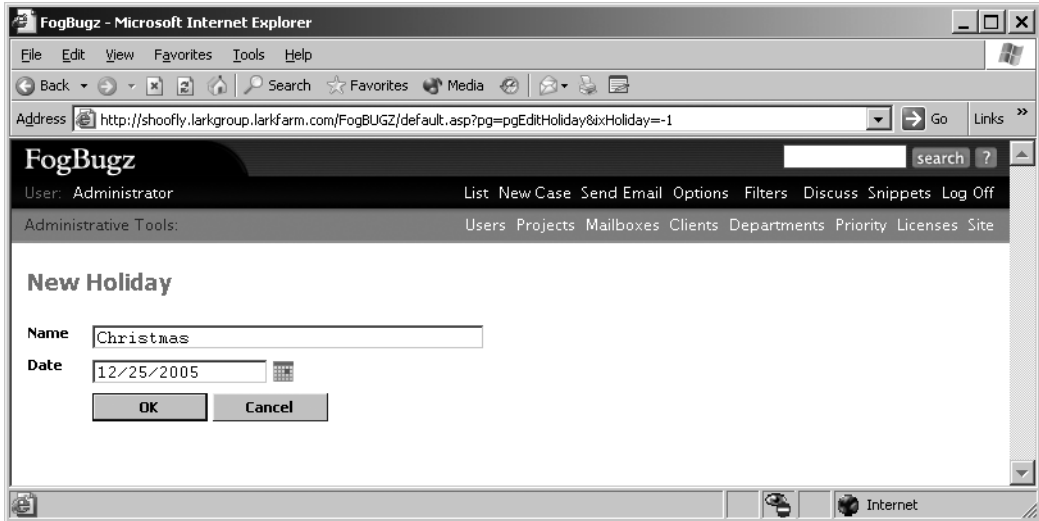 FogBugz - Microsoft Internet Explorer
File Edit View Favorites Tools Help
Back Search Favorites Media
Address http://shoofly.larkgroup.larkfarm.com/FogBUGZ/default.asp?pg=pgEditHoliday&ixHoliday=-1 Go Links »
FogBugz search ?
User: Administrator List New Case Send Email Options Filters Discuss Snippets Log Off
Administrative Tools: Users Projects Mailboxes Clients Departments Priority Licenses Site
New Holiday
Name Christmas
Date 12/25/2005
OK Cancel
Internet